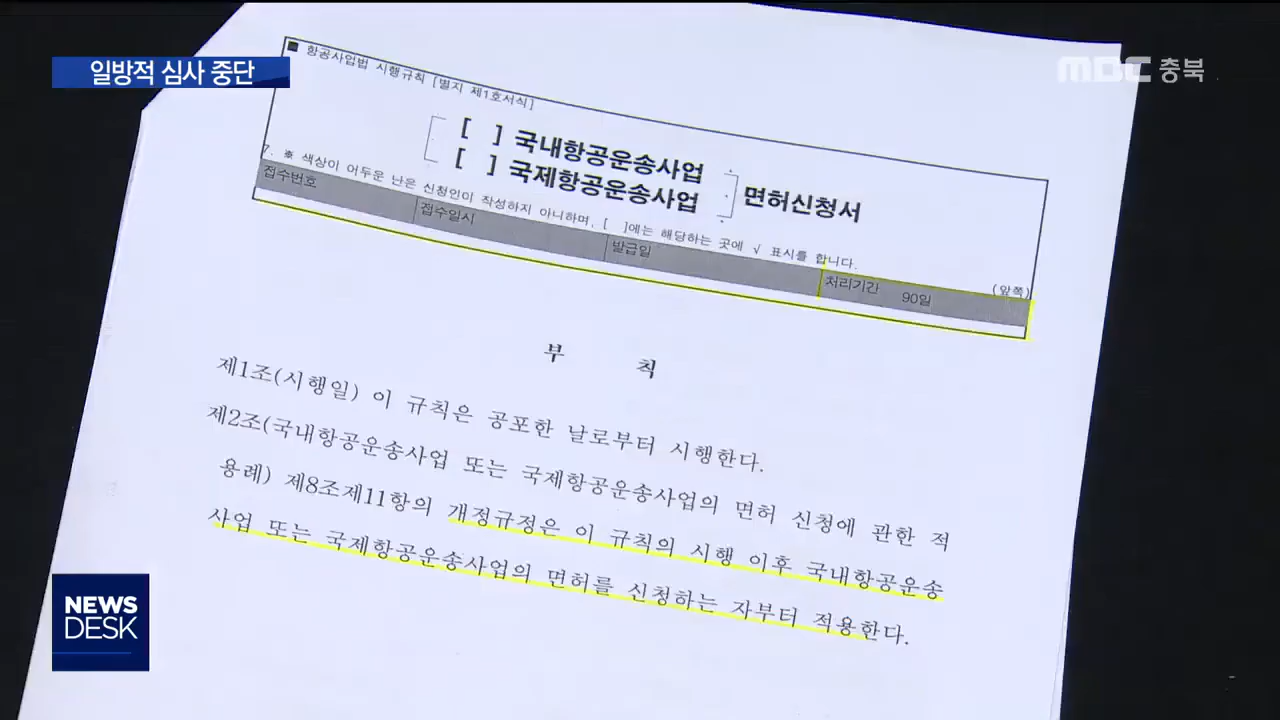 일방적 심사 중단
MBC 충북
■ 항공사업법 시행규칙 [별지 제1호서식]
[ ] 국내항공운송사업
[ ] 국제항공운송사업
면허신청서
7. ※ 색상이 어두운 난은 신청인이 작성하지 아니하며, [ ]에는 해당하는 곳에 √ 표시를 합니다.
(앞쪽)
접수번호 접수일시 발급일 처리기간 90일
부 칙
제1조(시행일) 이 규칙은 공포한 날로부터 시행한다.
제2조(국내항공운송사업 또는 국제항공운송사업의 면허 신청에 관한 적
용례) 제8조제11항의 개정규정은 이 규칙의 시행 이후 국내항공운송
사업 또는 국제항공운송사업의 면허를 신청하는 자부터 적용한다.
NEWS
DESK